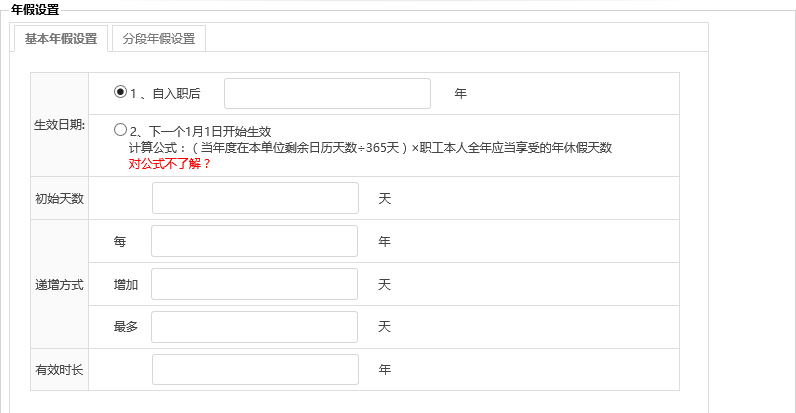 年假设置
基本年假设置 分段年假设置
生效日期:
1 、自入职后 年
2、下一个1月1日开始生效
计算公式：（当年度在本单位剩余日历天数÷365天）×职工本人全年应当享受的年休假天数
对公式不了解？
初始天数 天
递增方式
每 年
增加 天
最多 天
有效时长 年